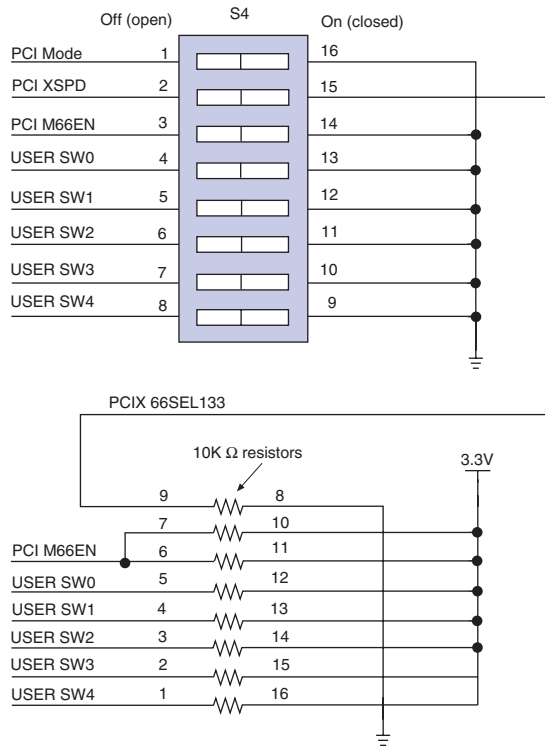 Off (open) S4 On (closed)
PCI Mode 1 16
PCI XSPD 2 15
PCI M66EN 3 14
USER SW0 4 13
USER SW1 5 12
USER SW2 6 11
USER SW3 7 10
USER SW4 8 9
PCIX 66SEL133
10K Ω resistors
3.3V
9 8
7 10
PCI M66EN 6 11
USER SW0 5 12
USER SW1 4 13
USER SW2 3 14
USER SW3 2 15
USER SW4 1 16